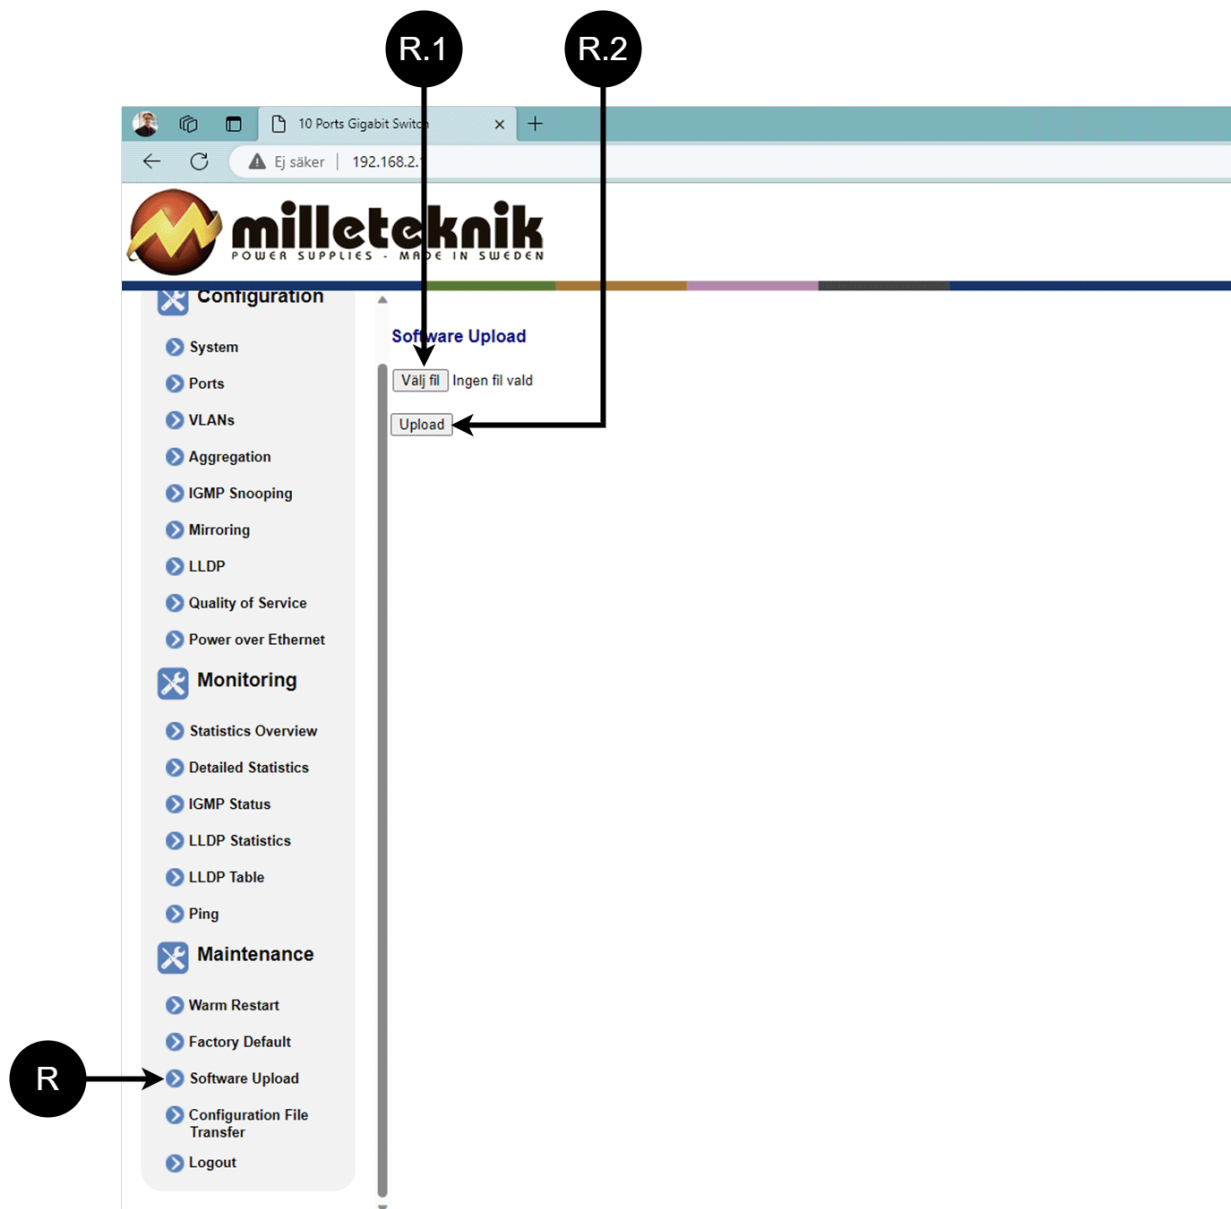 R.1
R.2
10 Ports Gigabit Switch
Ej säker
192.168.2.
milleteknik
POWER SUPPLIES - MADE IN SWEDEN
Configuration
System
Ports
VLANs
Aggregation
IGMP Snooping
Mirroring
LLDP
Quality of Service
Power over Ethernet
Monitoring
Statistics Overview
Detailed Statistics
IGMP Status
LLDP Statistics
LLDP Table
Ping
Maintenance
Warm Restart
Factory Default
Software Upload
Configuration File
Transfer
Logout
R
Software Upload
Välj fil Ingen fil vald
Upload